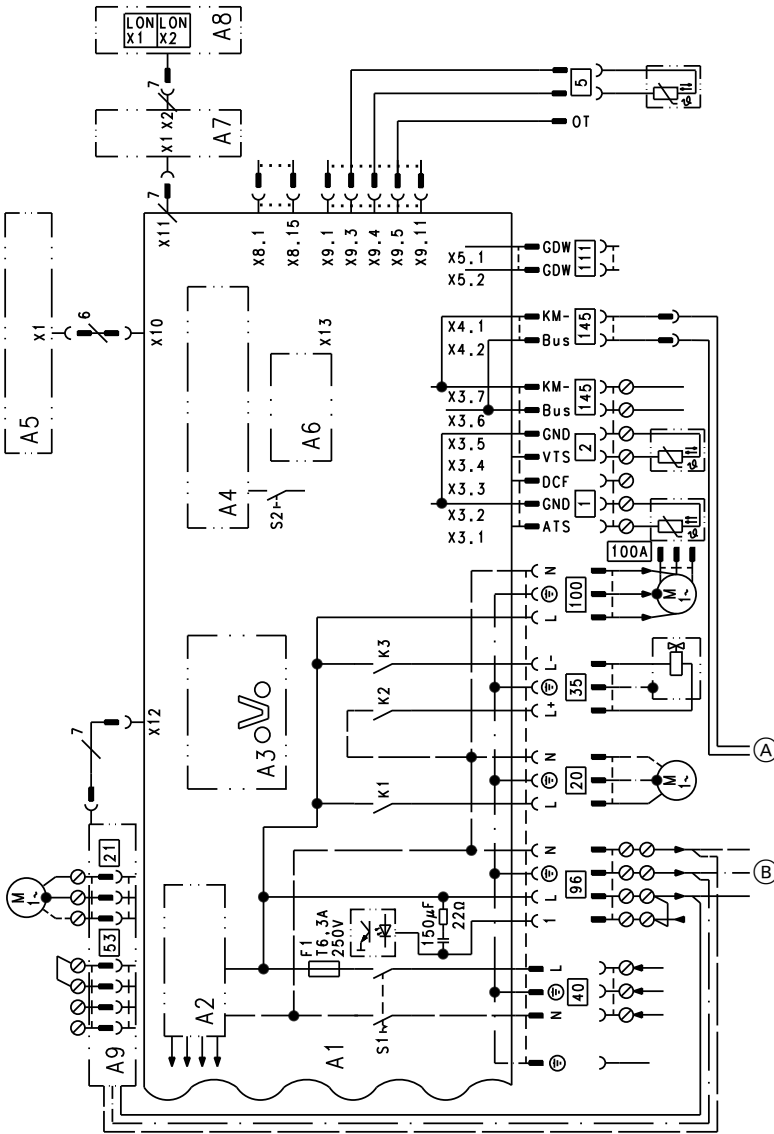 LON LON
X1 X2
A8
7
X1 X2
A7
7
X11
A5
X1
6
X10
X8.1
X8.15
X9.1
X9.3
X9.4
X9.5
X9.11
5
ϑ
OT
X13
A6
A4
S2
X5.1
X5.2
GDW
GDW
111
X4.1
X4.2
KM-
Bus
145
X3.7
X3.6
X3.5
X3.4
X3.3
X3.2
X3.1
KM-
Bus
GND
VTS
DCF
GND
ATS
145
2
1
ϑ
ϑ
100A
N
L
100
M
1~
A3
K3
K2
K1
L-
L+
35
N
L
20
M
1~
A
7
X12
M
1~
21
53
A9
A2
A1
F1
T6,3A
250V
150µF
22Ω
S1
N
L
1
96
B
L
N
40